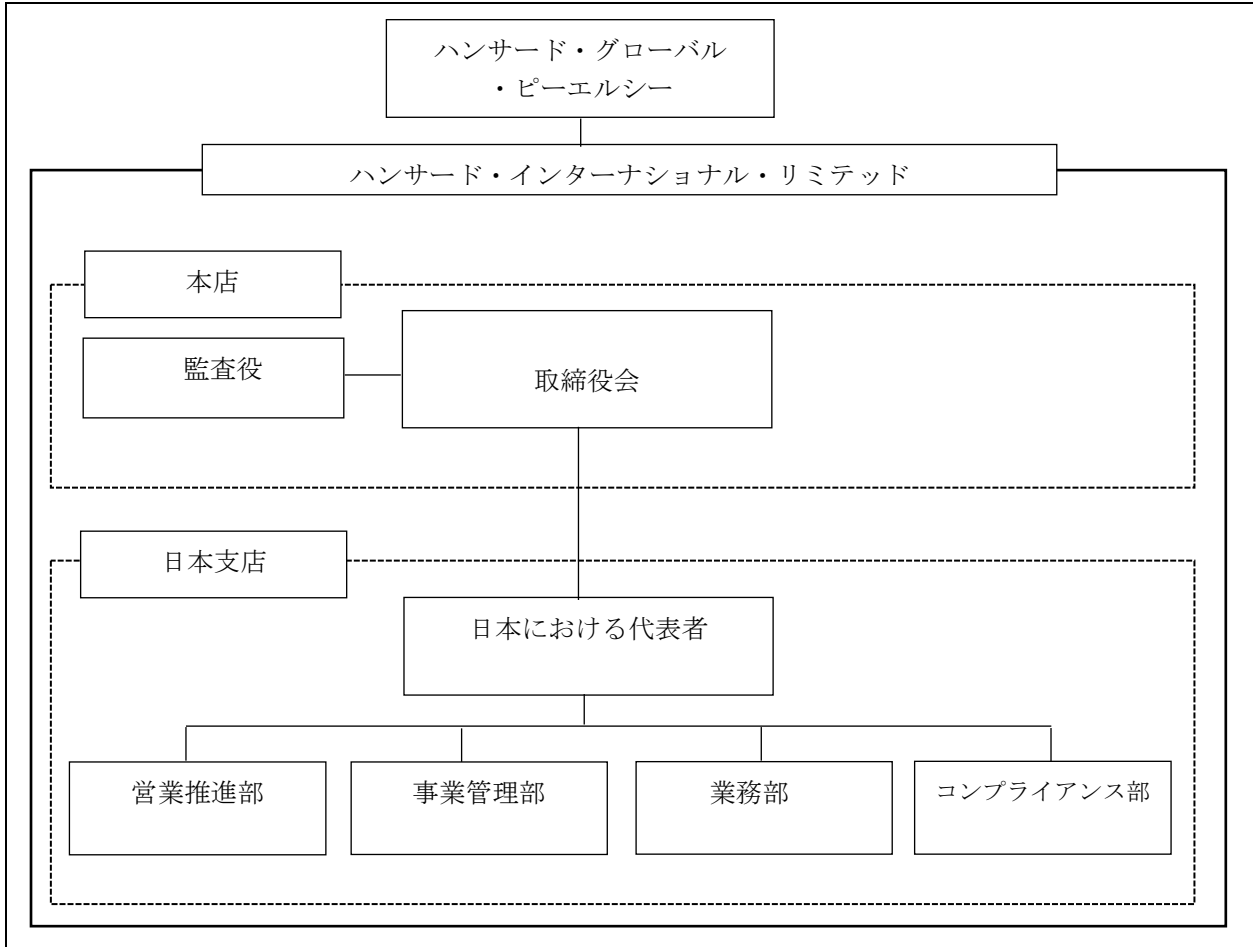 ハンサード・グローバル
・ピーエルシー
ハンサード・インターナショナル・リミテッド
本店
監査役
取締役会
日本支店
日本における代表者
営業推進部
事業管理部
業務部
コンプライアンス部